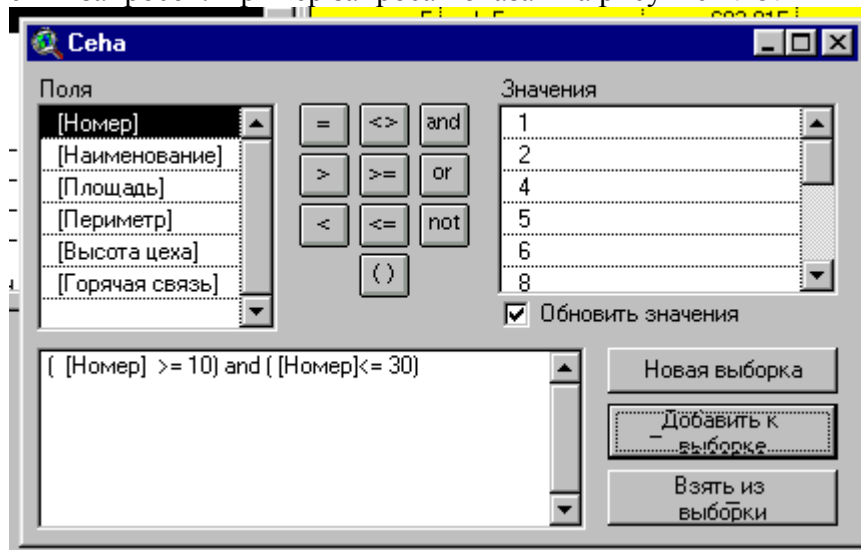 Ceha
Поля
Значения
[Номер]
[Наименование]
[Площадь]
[Периметр]
[Высота цеха]
[Горячая связь]
= <> and
> >= or
< <= not
()
1
2
4
5
6
8
Обновить значения
( [Номер] >= 10) and ( [Номер]<= 30)
Новая выборка
Добавить к
выборке
Взять из
выборки